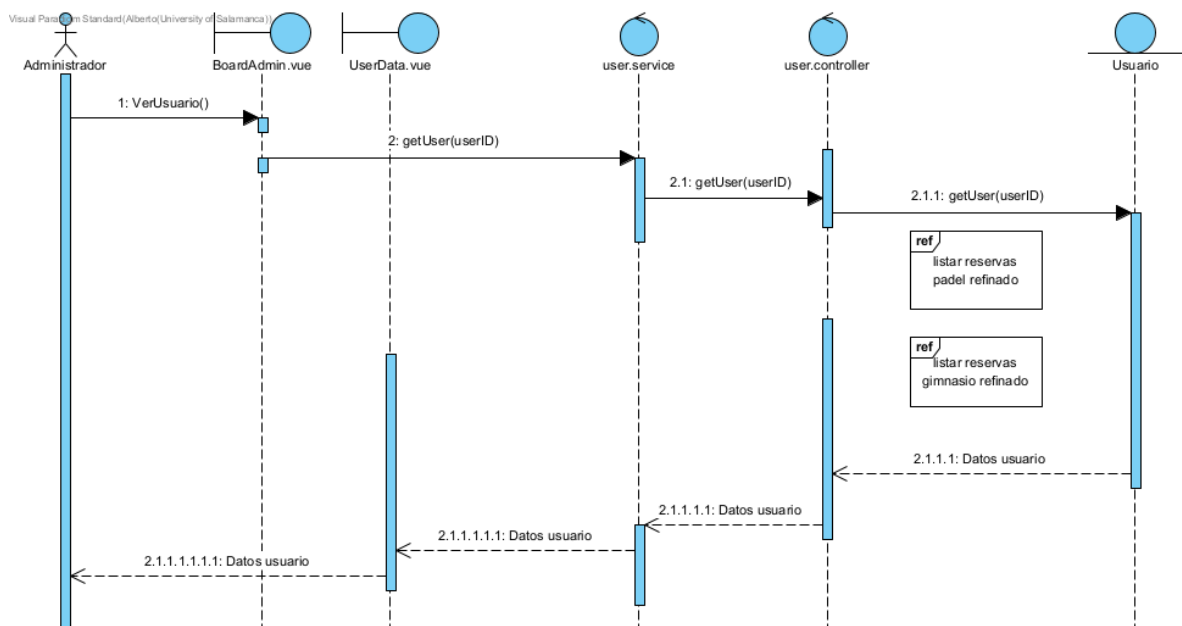 Visual Paradigm Standard(Alberto(University of Salamanca))
Administrador
BoardAdmin.vue
UserData.vue
user.service
user.controller
Usuario
1: VerUsuario()
2: getUser(userID)
2.1: getUser(userID)
2.1.1: getUser(userID)
ref
listar reservas
padel refinado
ref
listar reservas
gimnasio refinado
2.1.1.1: Datos usuario
2.1.1.1.1: Datos usuario
2.1.1.1.1.1: Datos usuario
2.1.1.1.1.1.1: Datos usuario